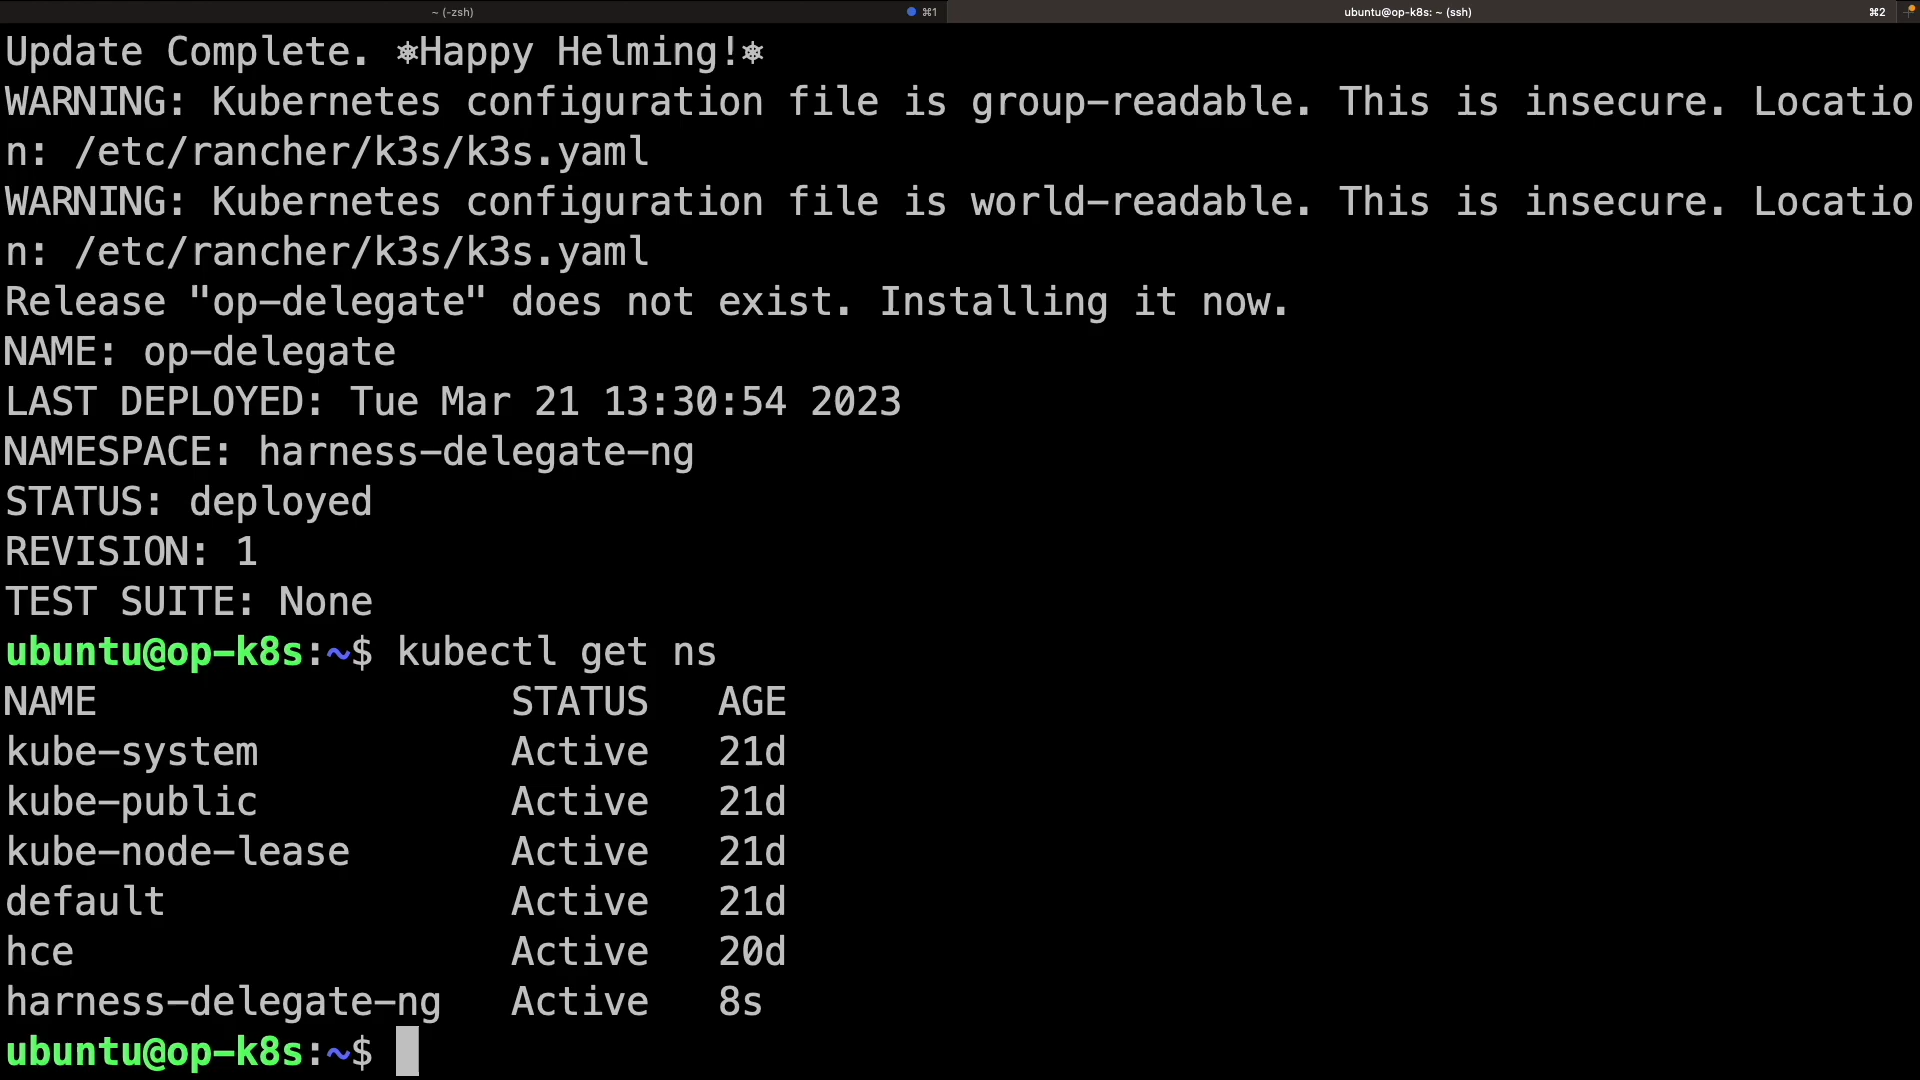 ~ (-zsh) ⌘1 ubuntu@op-k8s: ~ (ssh) ⌘2
Update Complete. ⎈Happy Helming!⎈
WARNING: Kubernetes configuration file is group-readable. This is insecure. Locatio
n: /etc/rancher/k3s/k3s.yaml
WARNING: Kubernetes configuration file is world-readable. This is insecure. Locatio
n: /etc/rancher/k3s/k3s.yaml
Release "op-delegate" does not exist. Installing it now.
NAME: op-delegate
LAST DEPLOYED: Tue Mar 21 13:30:54 2023
NAMESPACE: harness-delegate-ng
STATUS: deployed
REVISION: 1
TEST SUITE: None
ubuntu@op-k8s:~$ kubectl get ns
NAME                  STATUS   AGE
kube-system           Active   21d
kube-public           Active   21d
kube-node-lease       Active   21d
default               Active   21d
hce                   Active   20d
harness-delegate-ng   Active   8s
ubuntu@op-k8s:~$